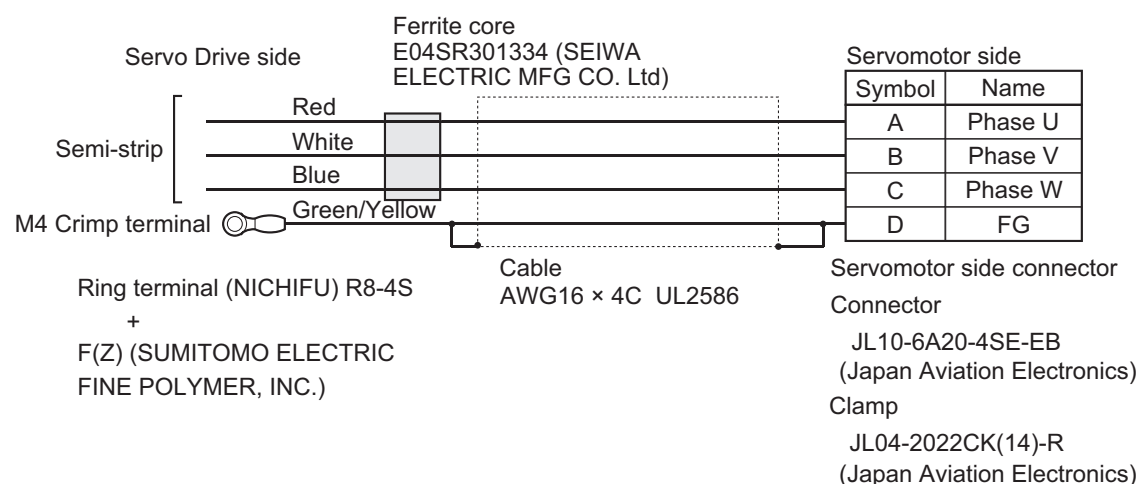 Servo Drive side
Ferrite core
E04SR301334 (SEIWA
ELECTRIC MFG CO. Ltd)
Servomotor side
Symbol Name
Semi-strip
Red
A Phase U
White
B Phase V
Blue
C Phase W
M4 Crimp terminal
Green/Yellow
D FG
Ring terminal (NICHIFU) R8-4S
+
F(Z) (SUMITOMO ELECTRIC
FINE POLYMER, INC.)
Cable
AWG16 × 4C UL2586
Servomotor side connector
Connector
JL10-6A20-4SE-EB
(Japan Aviation Electronics)
Clamp
JL04-2022CK(14)-R
(Japan Aviation Electronics)